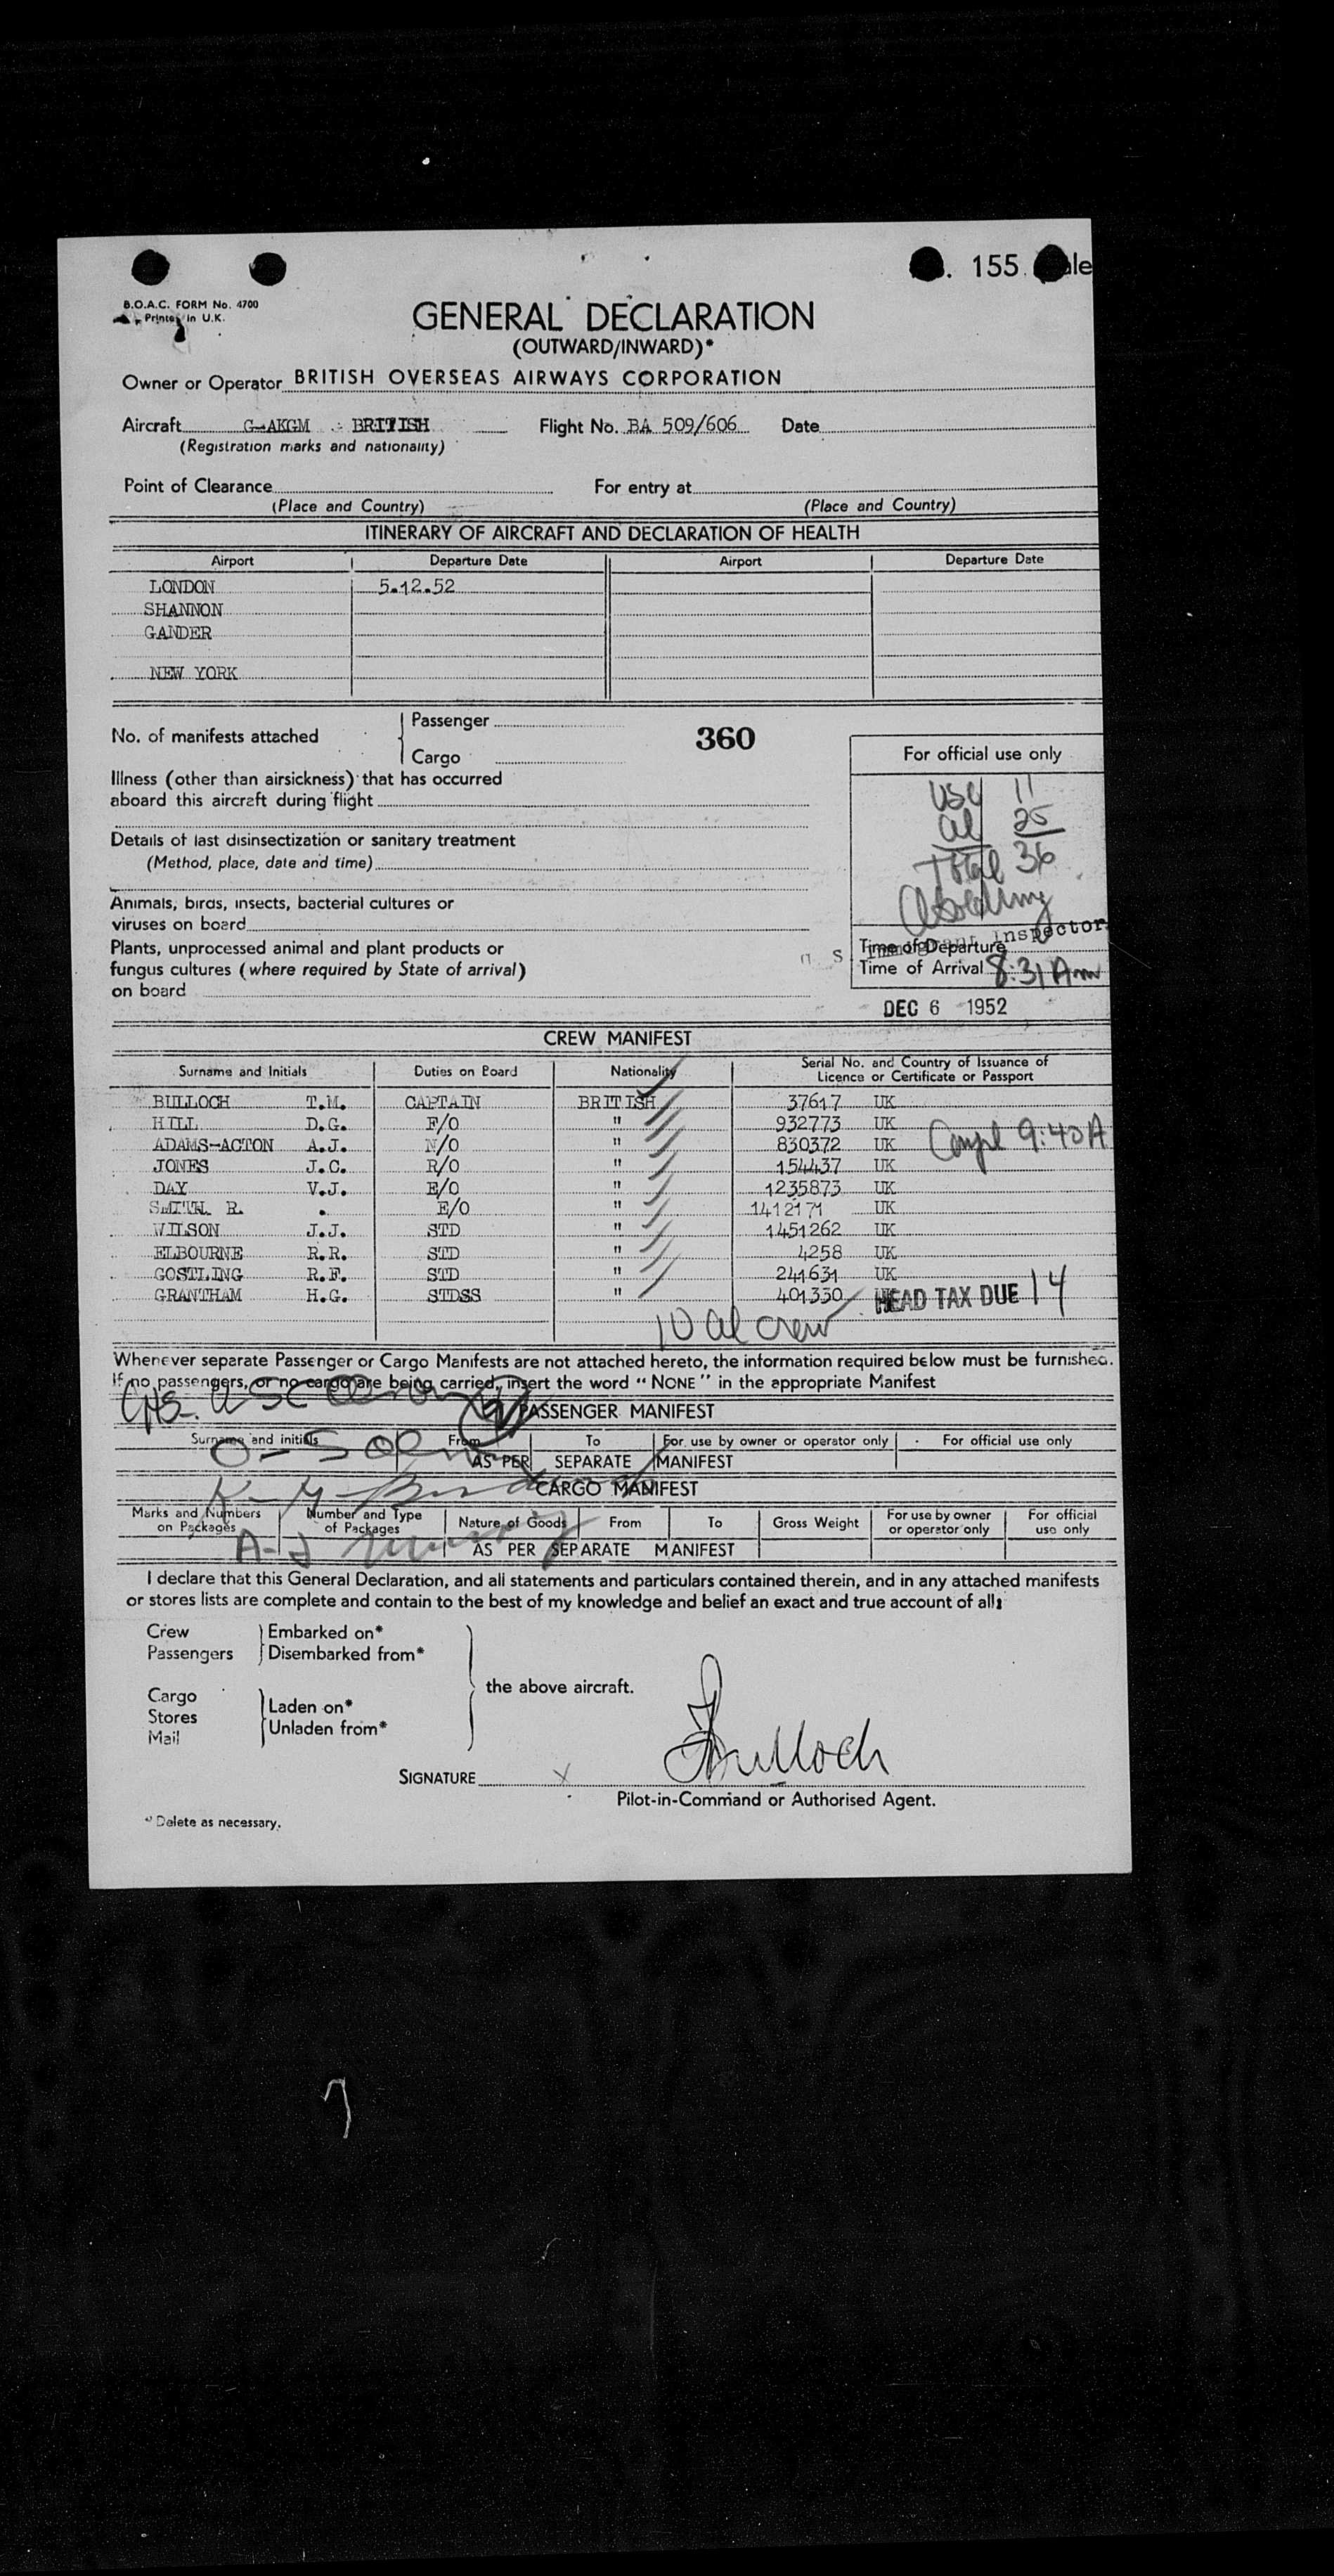 155
B.O.A.C. FORM No. 4700
Printed in U.K.
GENERAL DECLARATION
(OUTWARD/INWARD)*
Owner or Operator BRITISH OVERSEAS AIRWAYS CORPORATION
Aircraft G-AKGM BRITISH Flight No. BA 509/606 Date
(Registration marks and nationality)
Point of Clearance For entry at
(Place and Country) (Place and Country)
ITINERARY OF AIRCRAFT AND DECLARATION OF HEALTH
Airport Departure Date Airport Departure Date
LONDON 5.12.52
SHANNON
GANDER
NEW YORK
No. of manifests attached { Passenger
Cargo
360
For official use only
Illness (other than airsickness) that has occurred
aboard this aircraft during flight
USC 11
al 25
Total 36
Details of last disinsectization or sanitary treatment
(Method, place, date and time)
Animals, birds, insects, bacterial cultures or
viruses on board
Plants, unprocessed animal and plant products or
fungus cultures (where required by State of arrival)
on board
Immigrant Inspector
Time of Departure
Time of Arrival 8:31 Am
DEC 6 1952
CREW MANIFEST
Surname and Initials Duties on Board Nationality Serial No. and Country of Issuance of Licence or Certificate or Passport
BULLOCH T.M. CAPTAIN BRITISH 37617 UK
HILL D.G. F/O " 932773 UK
ADAMS-ACTON A.J. N/O " 830372 UK
Compl 9:40 A
JONES J.C. R/O " 154437 UK
DAY V.J. E/O " 1235873 UK
SMITH. R. . E/O " 1412171 UK
WILSON J.J. STD " 1451262 UK
ELBOURNE R.R. STD " 4258 UK
GOSTLING R.F. STD " 241631 UK
GRANTHAM H.G. STDSS " 401330 UK
HEAD TAX DUE 14
10 al crew
Whenever separate Passenger or Cargo Manifests are not attached hereto, the information required below must be furnished.
If no passengers, or no cargo are being carried, insert the word "NONE" in the appropriate Manifest
PASSENGER MANIFEST
Surname and initials From To For use by owner or operator only For official use only
AS PER SEPARATE MANIFEST
CARGO MANIFEST
Marks and Numbers on Packages Number and Type of Packages Nature of Goods From To Gross Weight For use by owner or operator only For official use only
AS PER SEPARATE MANIFEST
I declare that this General Declaration, and all statements and particulars contained therein, and in any attached manifests
or stores lists are complete and contain to the best of my knowledge and belief an exact and true account of all:
Crew } Embarked on*
Passengers } Disembarked from*
the above aircraft.
Cargo } Laden on*
Stores
Mail } Unladen from*
Bulloch
SIGNATURE x
Pilot-in-Command or Authorised Agent.
* Delete as necessary.